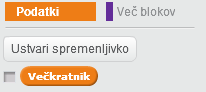 Podatki Več blokov
Ustvari spremenljivko
Večkratnik